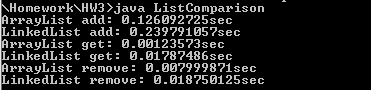 \Homework\HW3>java ListComparison
ArrayList add: 0.126092725sec
LinkedList add: 0.239791057sec
ArrayList get: 0.00123573sec
LinkedList get: 0.01787486sec
ArrayList remove: 0.007999871sec
LinkedList remove: 0.018750125sec